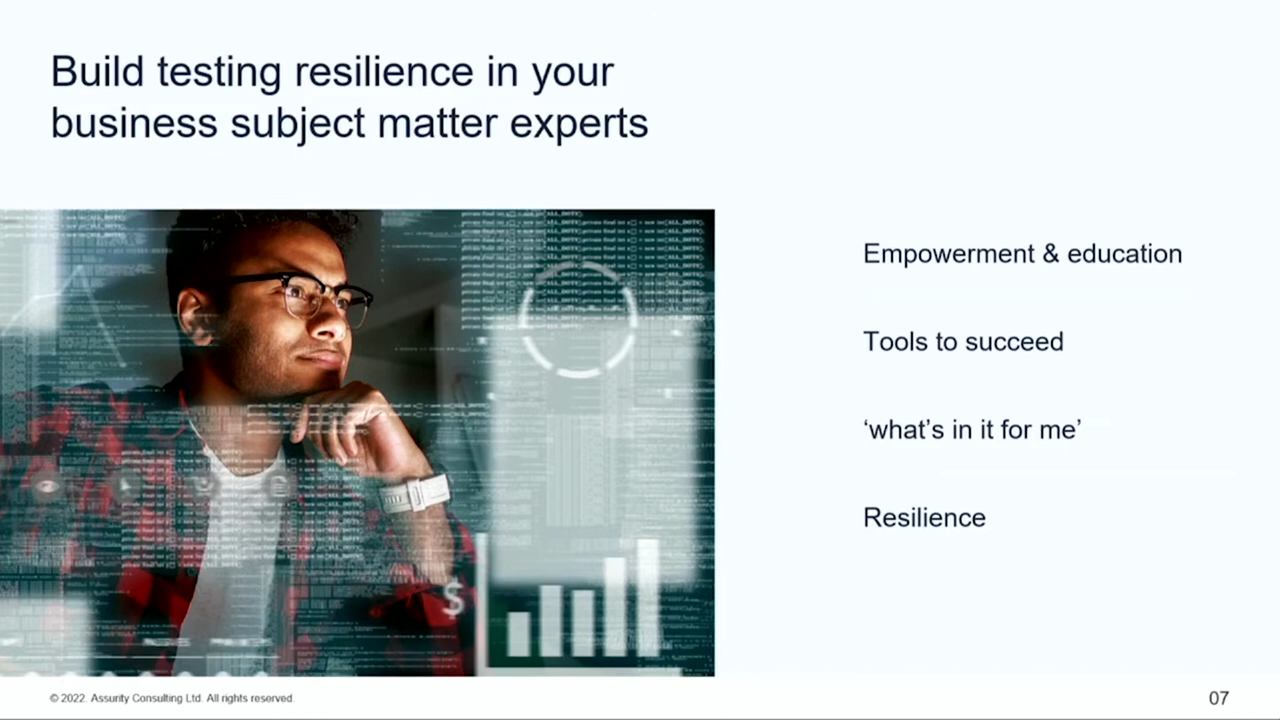 Build testing resilience in your
business subject matter experts
Empowerment & education
Tools to succeed
‘what’s in it for me’
Resilience
$
© 2022. Assurity Consulting Ltd. All rights reserved.
07